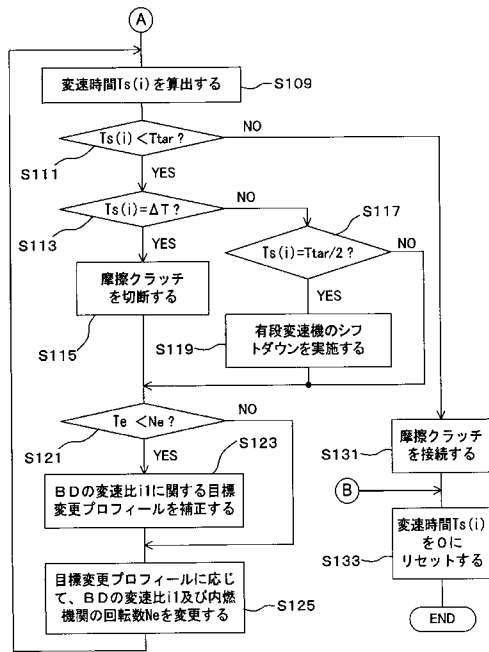 A
変速時間Ts(i)を算出する
S109
Ts(i)<Ttar?
NO
S111
YES
Ts(i)=ΔT?
NO
S113
YES
S117
Ts(i)=Ttar/2?
NO
YES
摩擦クラッチ
を切断する
S115
有段変速機のシフ
トダウンを実施する
S119
Te <Ne?
NO
S121
YES
S123
BDの変速比i1に関する目標
変更プロフィールを補正する
摩擦クラッチ
を接続する
S131
B
変速時間Ts(i)
を0に
リセットする
S133
目標変更プロフィールに応じ
て、BDの変速比i1及び内燃
機関の回転数Neを変更する
S125
END